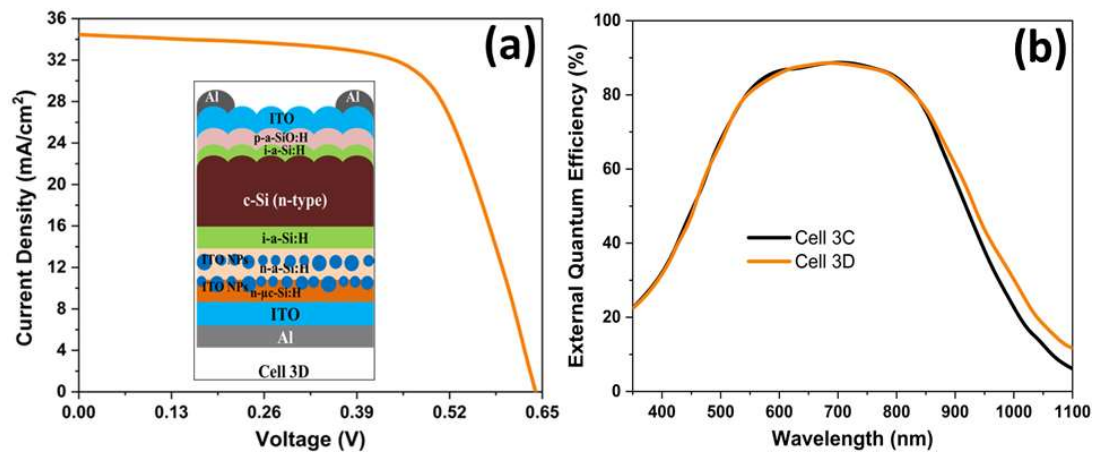 (a)
Current Density (mA/cm²)
36
32
28
24
20
16
12
8
4
0
0.00 0.13 0.26 0.39 0.52 0.65
Voltage (V)
Al Al
ITO
p-a-SiO:H
i-a-Si:H
c-Si (n-type)
i-a-Si:H
ITO NPs
n-a-Si:H
ITO NPs
n-μc-Si:H
ITO
Al
Cell 3D
(b)
External Quantum Efficiency (%)
100
80
60
40
20
0
Cell 3C
Cell 3D
400 500 600 700 800 900 1000 1100
Wavelength (nm)